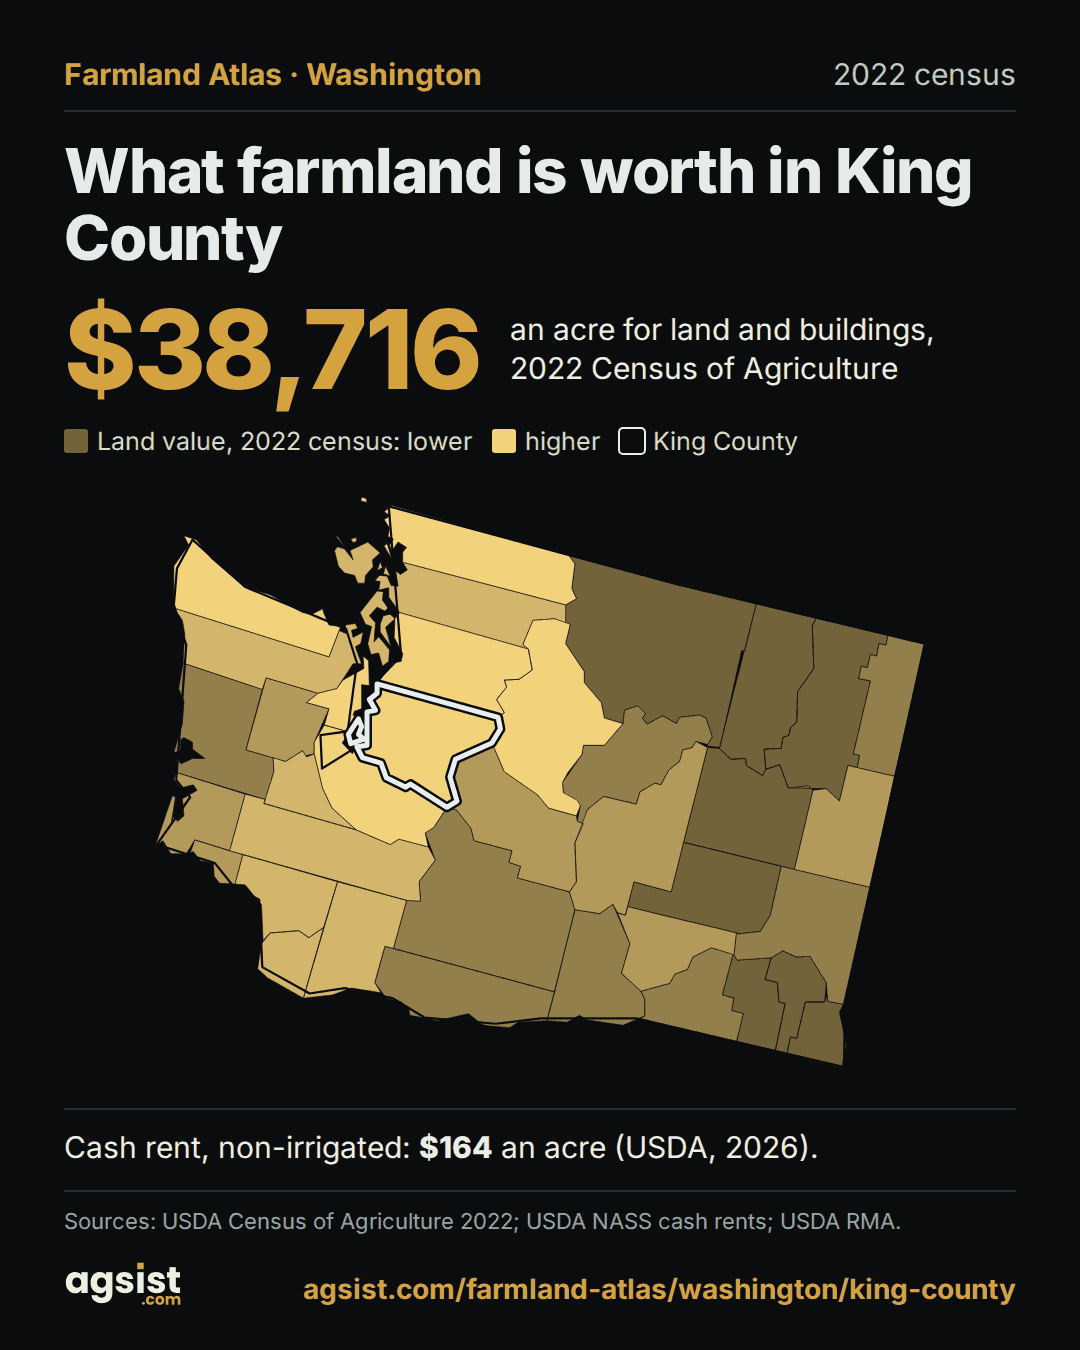 Farmland Atlas · Washington
2022 census
What farmland is worth in King
County
$38,716
an acre for land and buildings,
2022 Census of Agriculture
Land value, 2022 census: lower
higher
King County
Cash rent, non-irrigated: $164 an acre (USDA, 2026).
Sources: USDA Census of Agriculture 2022; USDA NASS cash rents; USDA RMA.
agsist
.com
agsist.com/farmland-atlas/washington/king-county